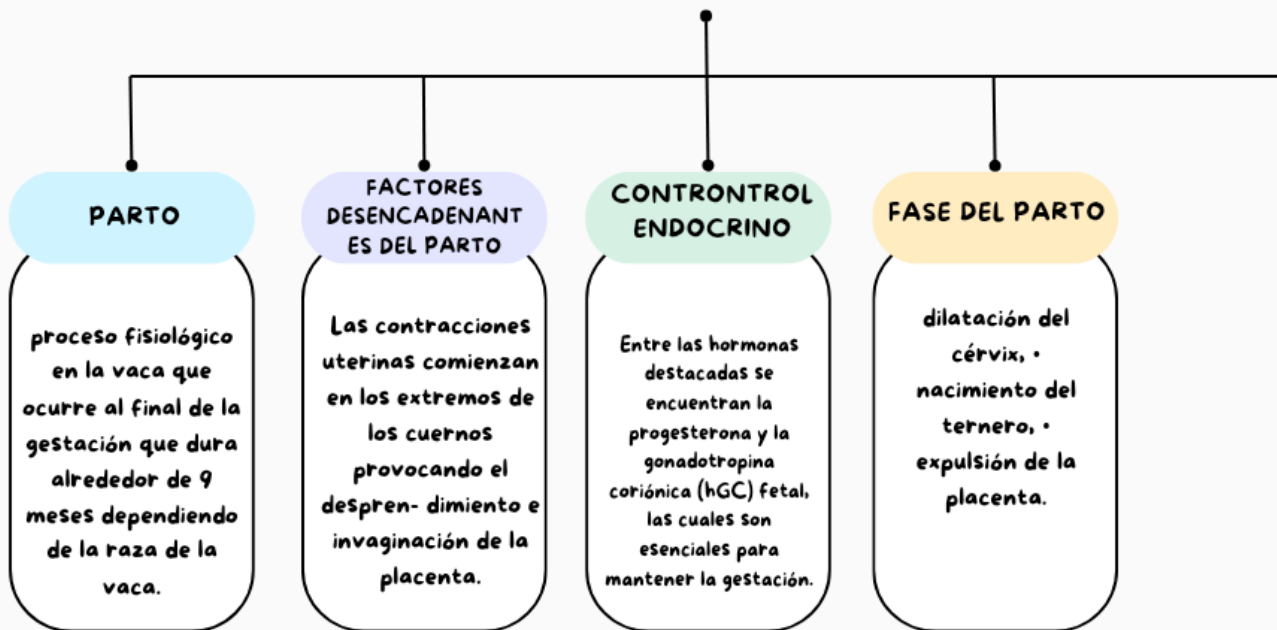 PARTO
proceso fisiológico
en la vaca que
ocurre al final de la
gestación que dura
alrededor de 9
meses dependiendo
de la raza de la
vaca.
FACTORES
DESENCADENANT
ES DEL PARTO
Las contracciones
uterinas comienzan
en los extremos de
los cuernos
provocando el
despren- dimiento e
invaginación de la
placenta.
CONTRONTROL
ENDOCRINO
Entre las hormonas
destacadas se
encuentran la
progesterona y la
gonadotropina
coriónica (hGC) fetal,
las cuales son
esenciales para
mantener la gestación.
FASE DEL PARTO
dilatación del
cérvix, •
nacimiento del
ternero, •
expulsión de la
placenta.